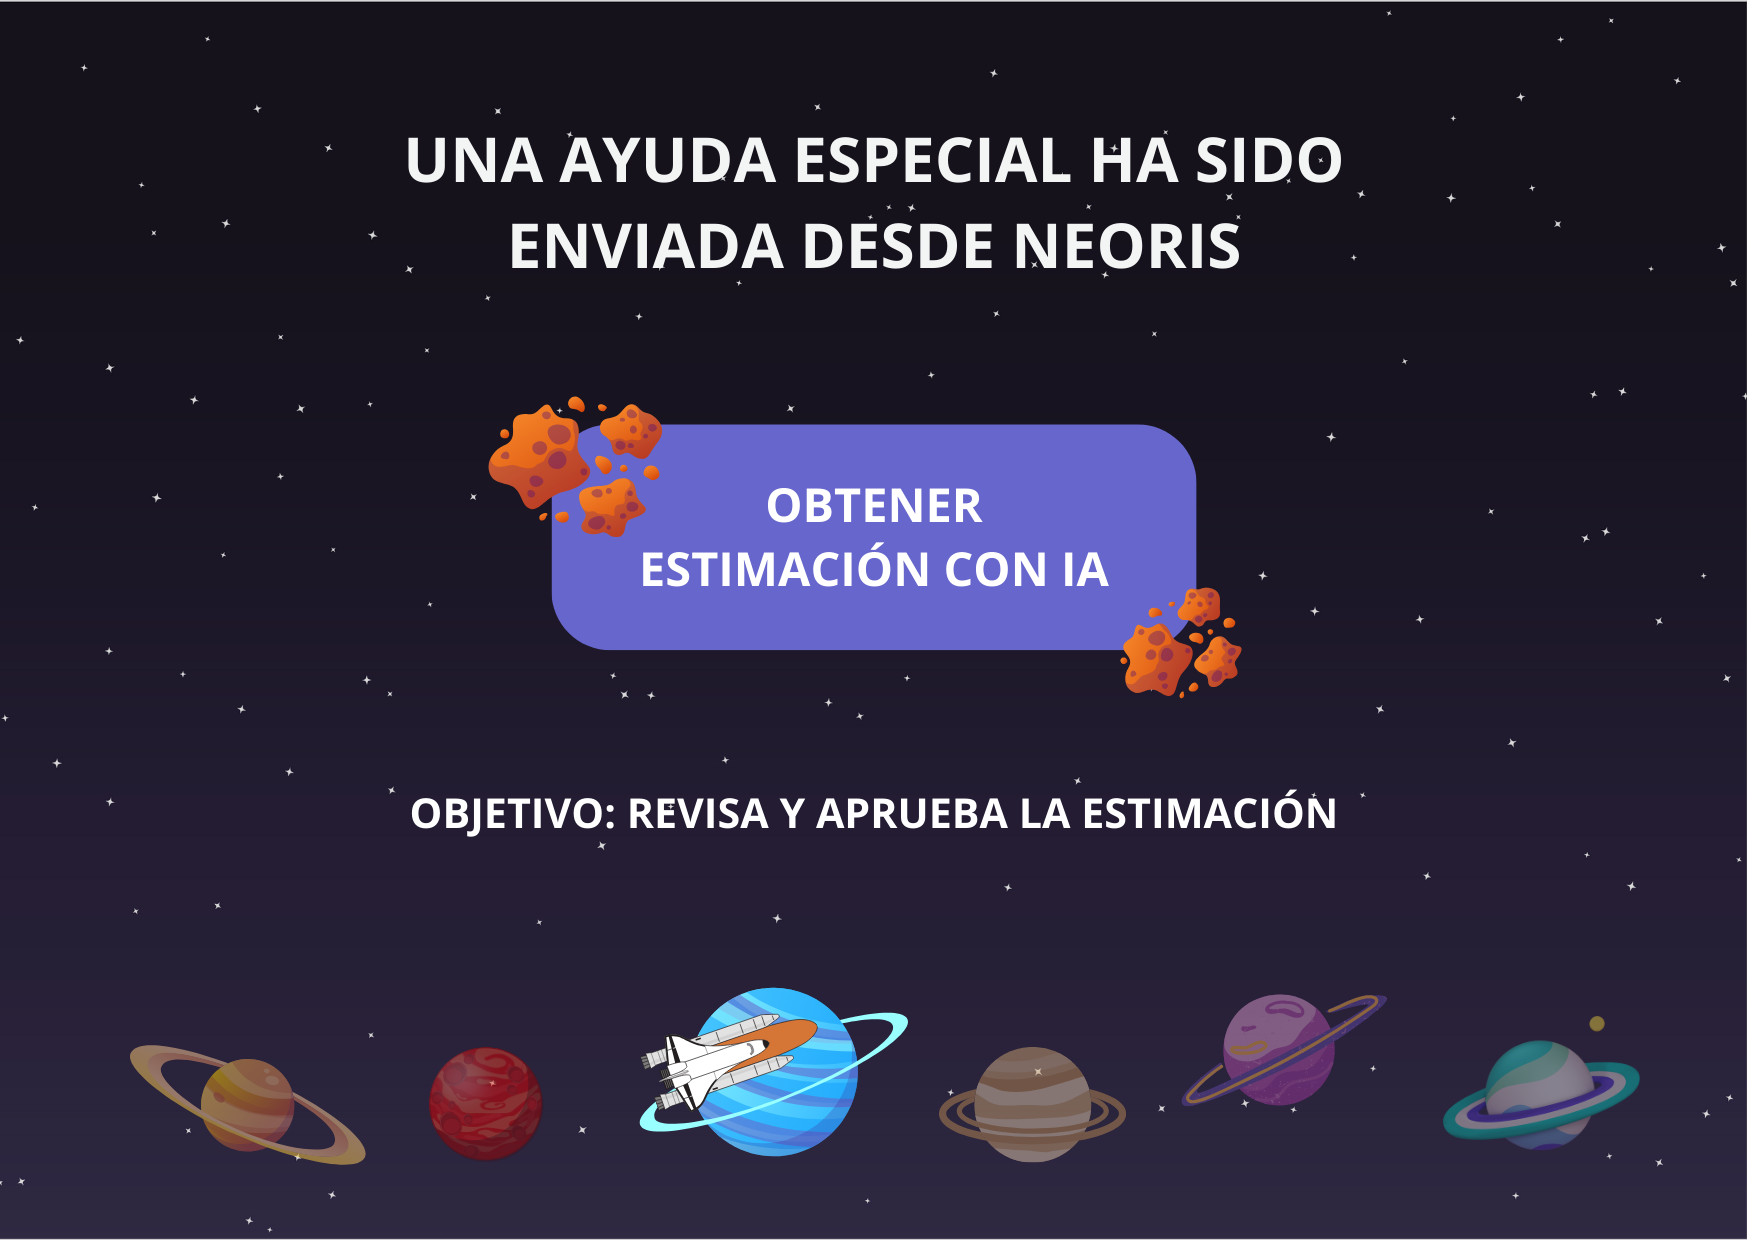 UNA AYUDA ESPECIAL HA SIDO
ENVIADA DESDE NEORIS
OBTENER
ESTIMACIÓN CON IA
OBJETIVO: REVISA Y APRUEBA LA ESTIMACIÓN